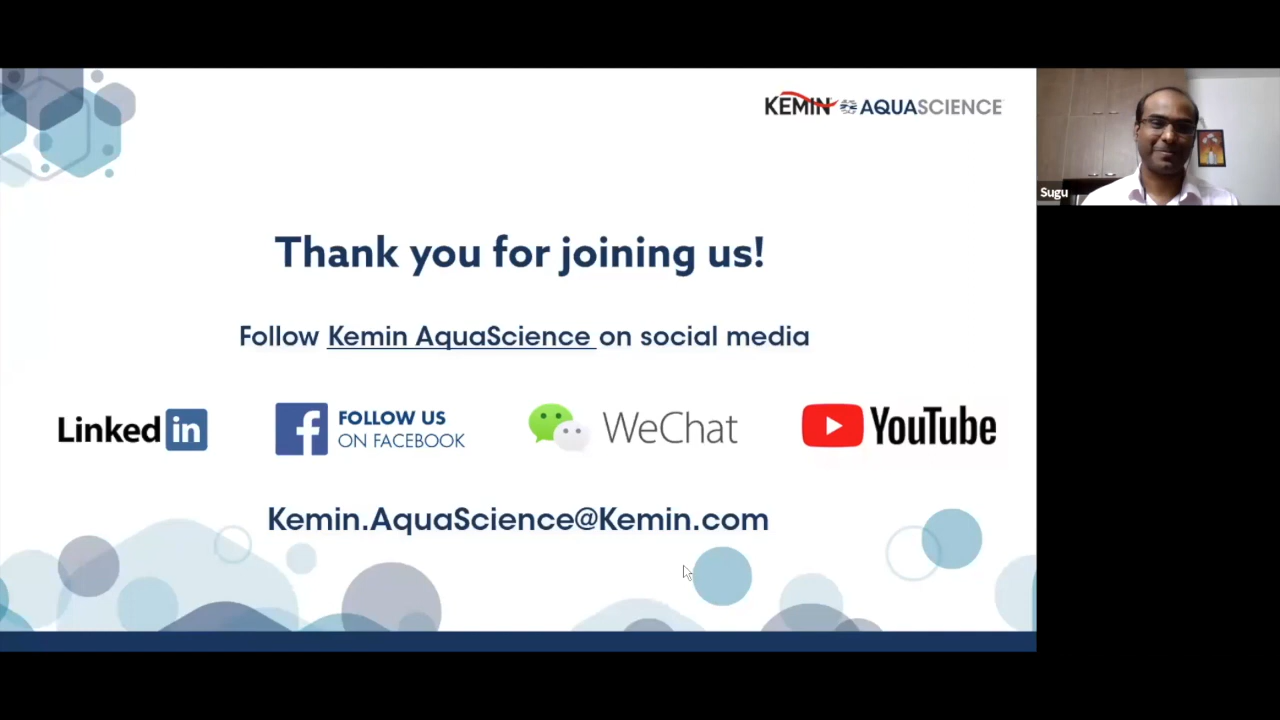 KEMIN AQUASCIENCE
Sugu
Thank you for joining us!
Follow Kemin AquaScience on social media
Linked in
FOLLOW US
ON FACEBOOK
WeChat
YouTube
Kemin.AquaScience@Kemin.com